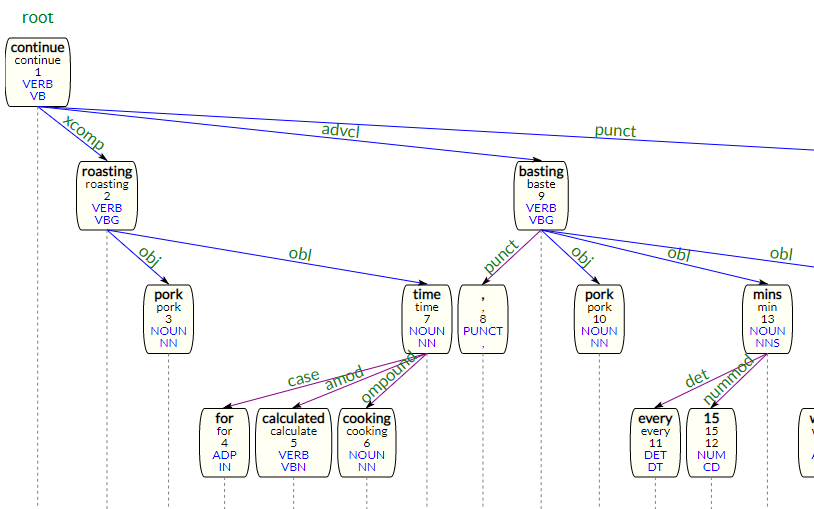 root
continue
continue
1
VERB
VB
xcomp
advcl
punct
roasting
roasting
2
VERB
VBG
basting
baste
9
VERB
VBG
obj
obl
punct
obj
obl
obl
pork
pork
3
NOUN
NN
time
time
7
NOUN
NN
,
,
8
PUNCT
,
pork
pork
10
NOUN
NN
mins
min
13
NOUN
NNS
case
amod
ompound
det
nummod
for
for
4
ADP
IN
calculated
calculate
5
VERB
VBN
cooking
cooking
6
NOUN
NN
every
every
11
DET
DT
15
15
12
NUM
CD